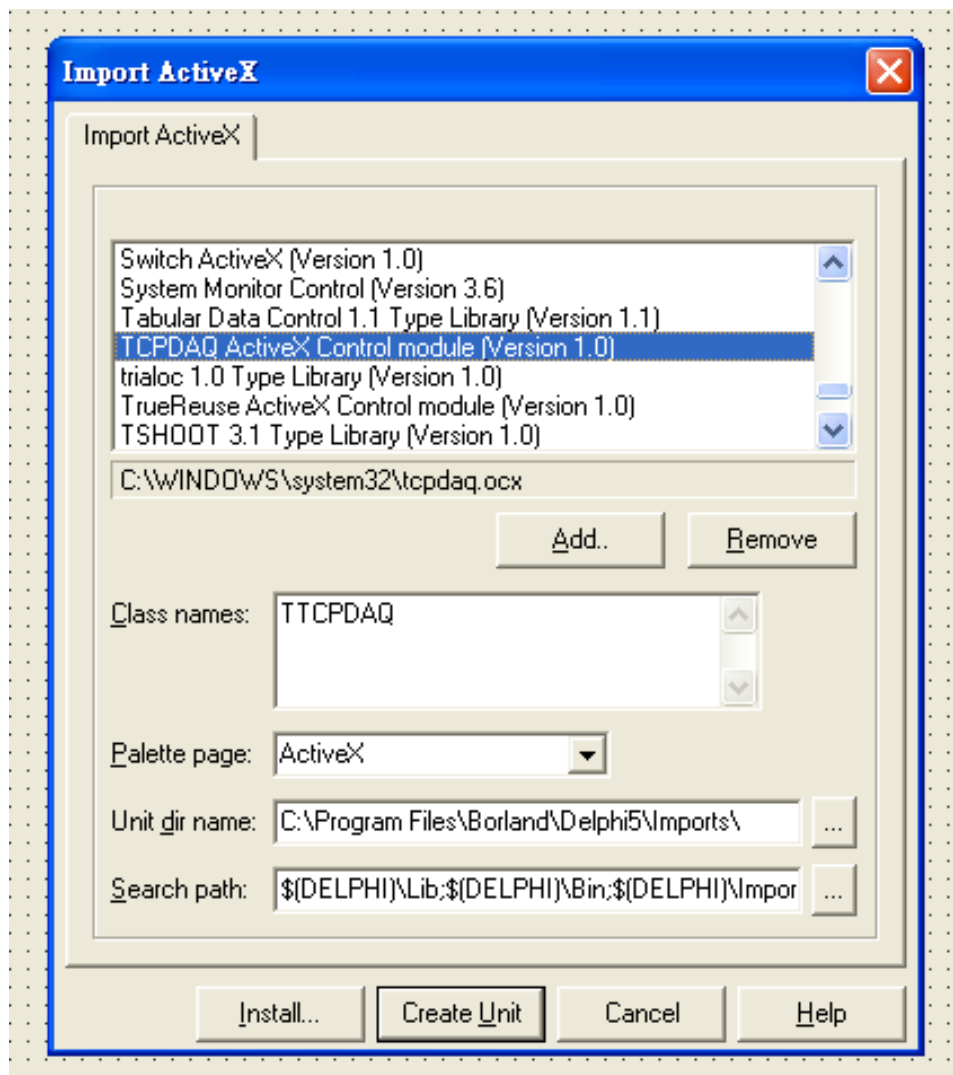 Import ActiveX
Import ActiveX
Switch ActiveX (Version 1.0)
System Monitor Control (Version 3.6)
Tabular Data Control 1.1 Type Library (Version 1.1)
TCPDAQ ActiveX Control module (Version 1.0)
trialoc 1.0 Type Library (Version 1.0)
TrueReuse ActiveX Control module (Version 1.0)
TSHOOT 3.1 Type Library (Version 1.0)
C:\WINDOWS\system32\tcpdaq.ocx
Add.. Remove
Class names: TTCPDAQ
Palette page: ActiveX
Unit dir name: C:\Program Files\Borland\Delphi5\Imports\ ...
Search path: $(DELPHI)\Lib;$(DELPHI)\Bin;$(DELPHI)\Impor ...
Install... Create Unit Cancel Help